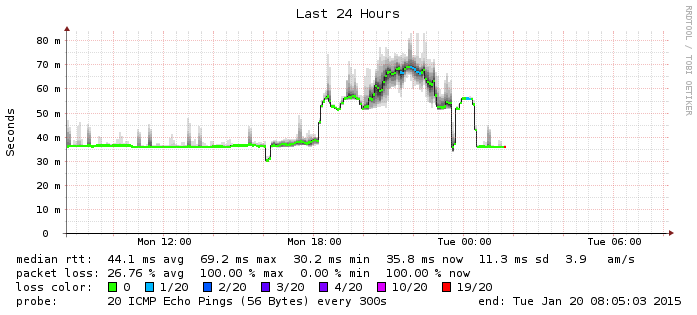 Last 24 Hours
RRDTOOL / TOBI OETIKER
Seconds
80 m
70 m
60 m
50 m
40 m
30 m
20 m
10 m
0
Mon 12:00 Mon 18:00 Tue 00:00 Tue 06:00
median rtt: 44.1 ms avg 69.2 ms max 30.2 ms min 35.8 ms now 11.3 ms sd 3.9 am/s
packet loss: 26.76 % avg 100.00 % max 0.00 % min 100.00 % now
loss color: 0 1/20 2/20 3/20 4/20 10/20 19/20
probe: 20 ICMP Echo Pings (56 Bytes) every 300s end: Tue Jan 20 08:05:03 2015